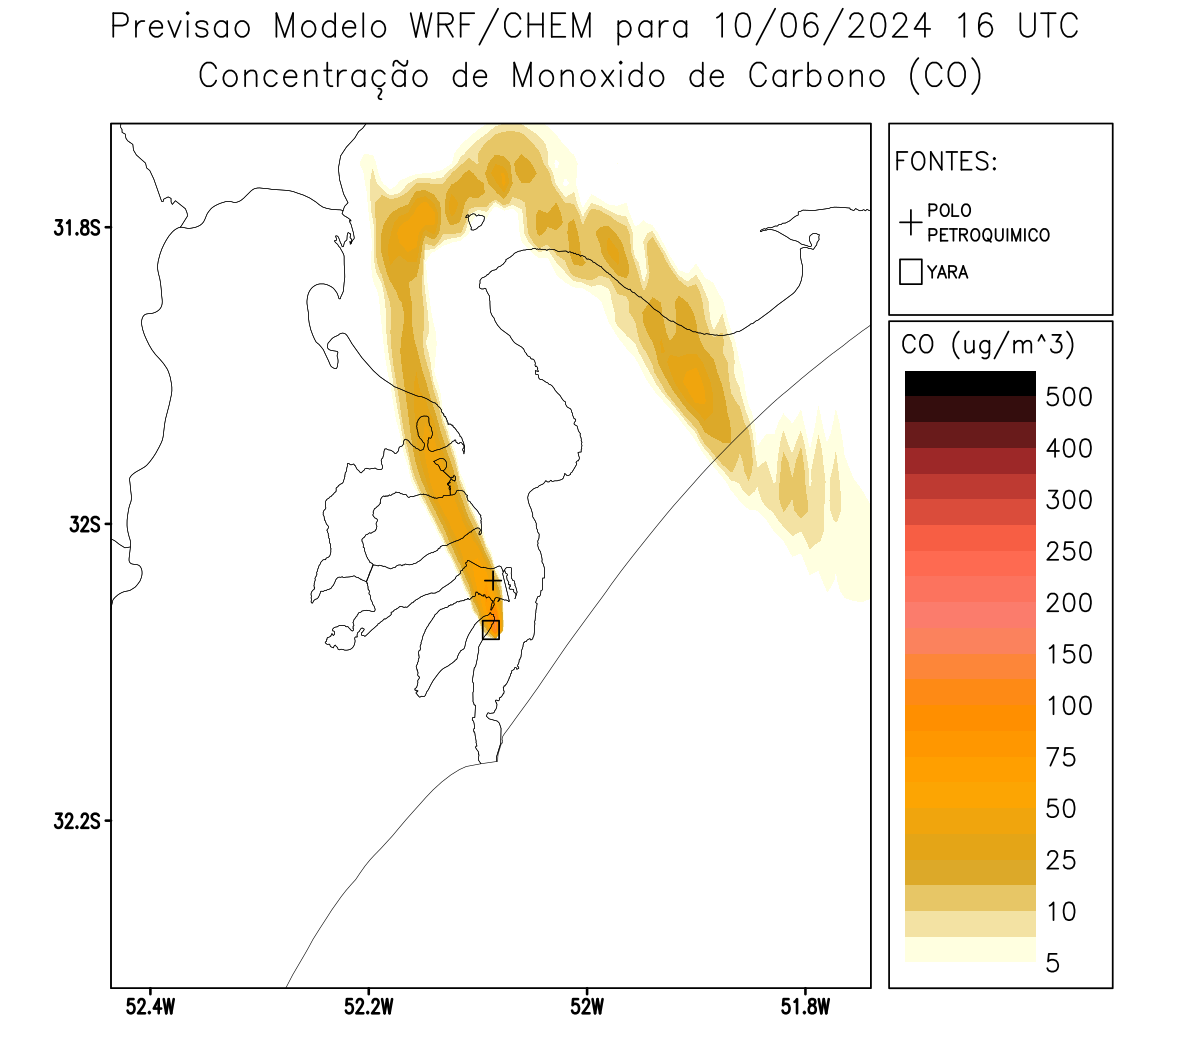 Previsao Modelo WRF/CHEM para 10/06/2024 16 UTC
Concentração de Monoxido de Carbono (CO)
FONTES:
POLO
PETROQUIMICO
YARA
CO (ug/m^3)
500
400
300
250
200
150
100
75
50
25
10
5
31.8S
32S
32.2S
52.4W
52.2W
52W
51.8W